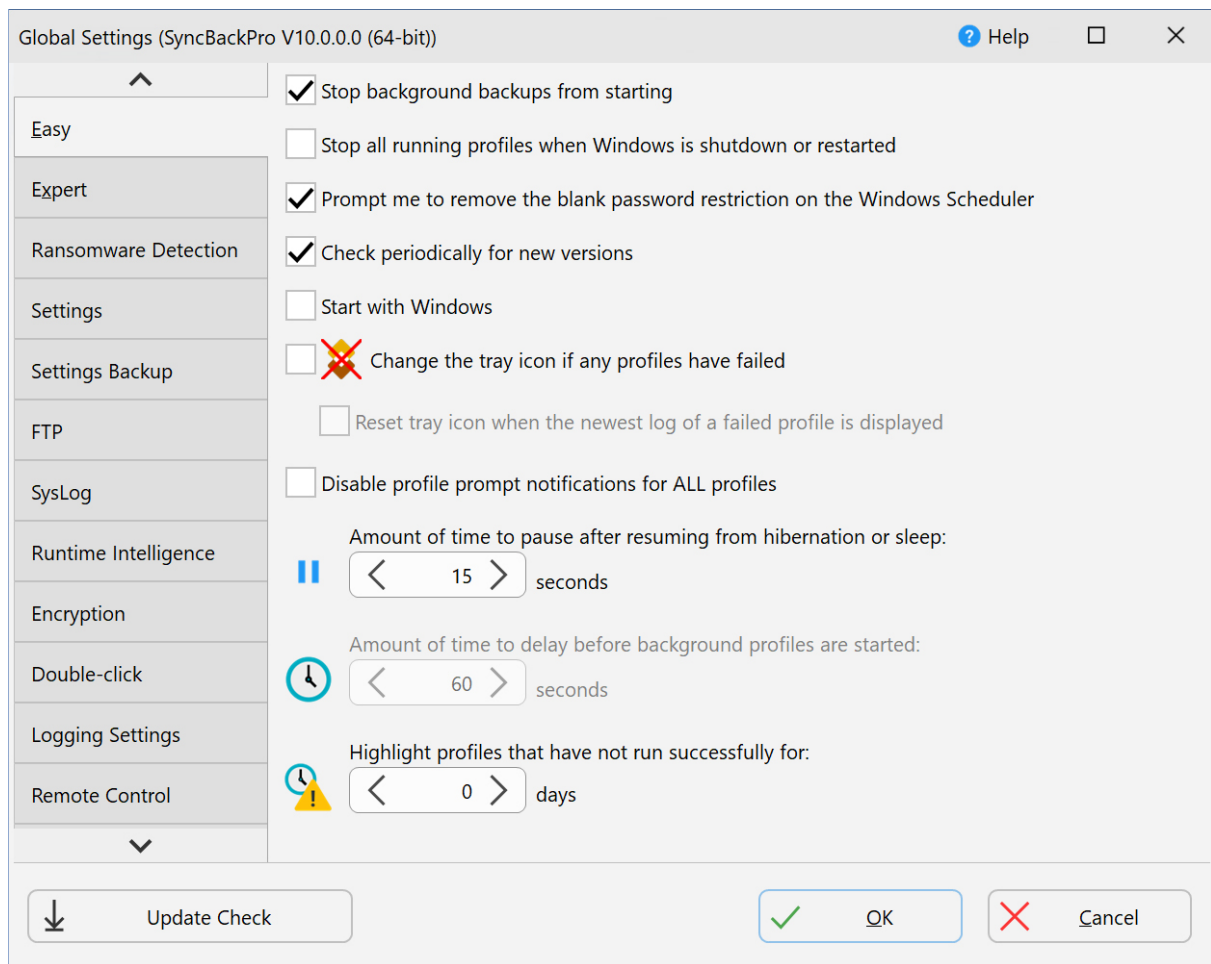 Global Settings (SyncBackPro V10.0.0.0 (64-bit))
Help
Easy
Expert
Ransomware Detection
Settings
Settings Backup
FTP
SysLog
Runtime Intelligence
Encryption
Double-click
Logging Settings
Remote Control
Stop background backups from starting
Stop all running profiles when Windows is shutdown or restarted
Prompt me to remove the blank password restriction on the Windows Scheduler
Check periodically for new versions
Start with Windows
Change the tray icon if any profiles have failed
Reset tray icon when the newest log of a failed profile is displayed
Disable profile prompt notifications for ALL profiles
Amount of time to pause after resuming from hibernation or sleep:
15 seconds
Amount of time to delay before background profiles are started:
60 seconds
Highlight profiles that have not run successfully for:
0 days
Update Check
OK
Cancel